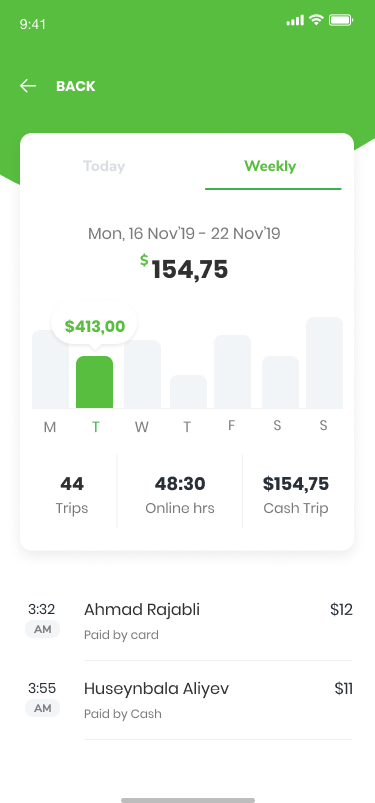 9:41
BACK
Today Weekly
Mon, 16 Nov'19 - 22 Nov'19
$154,75
$413,00
M T W T F S S
44 48:30 $154,75
Trips Online hrs Cash Trip
3:32 Ahmad Rajabli $12
AM Paid by card
3:55 Huseynbala Aliyev $11
AM Paid by Cash